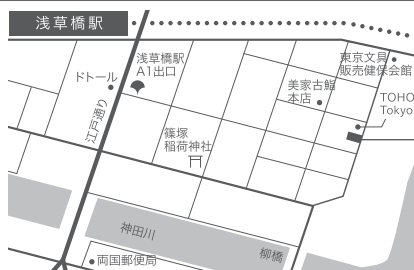 浅草橋駅
浅草橋駅
A1出口
ドトール
江戸通り
東京文具
販売健保会館
美家古鮨
本店
TOHO
Tokyo
篠塚
稲荷神社
神田川
柳橋
両国郵便局